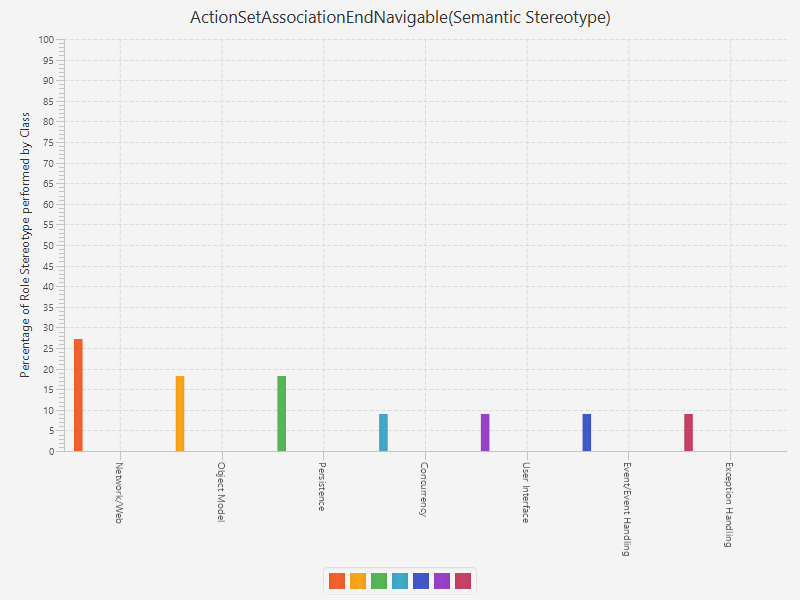 ActionSetAssociationEndNavigable(Semantic Stereotype)
Percentage of Role Stereotype performed by Class
100
95
90
85
80
75
70
65
60
55
50
45
40
35
30
25
20
15
10
5
0
Network/Web
Object Model
Persistence
Concurrency
User Interface
Event/Event Handling
Exception Handling